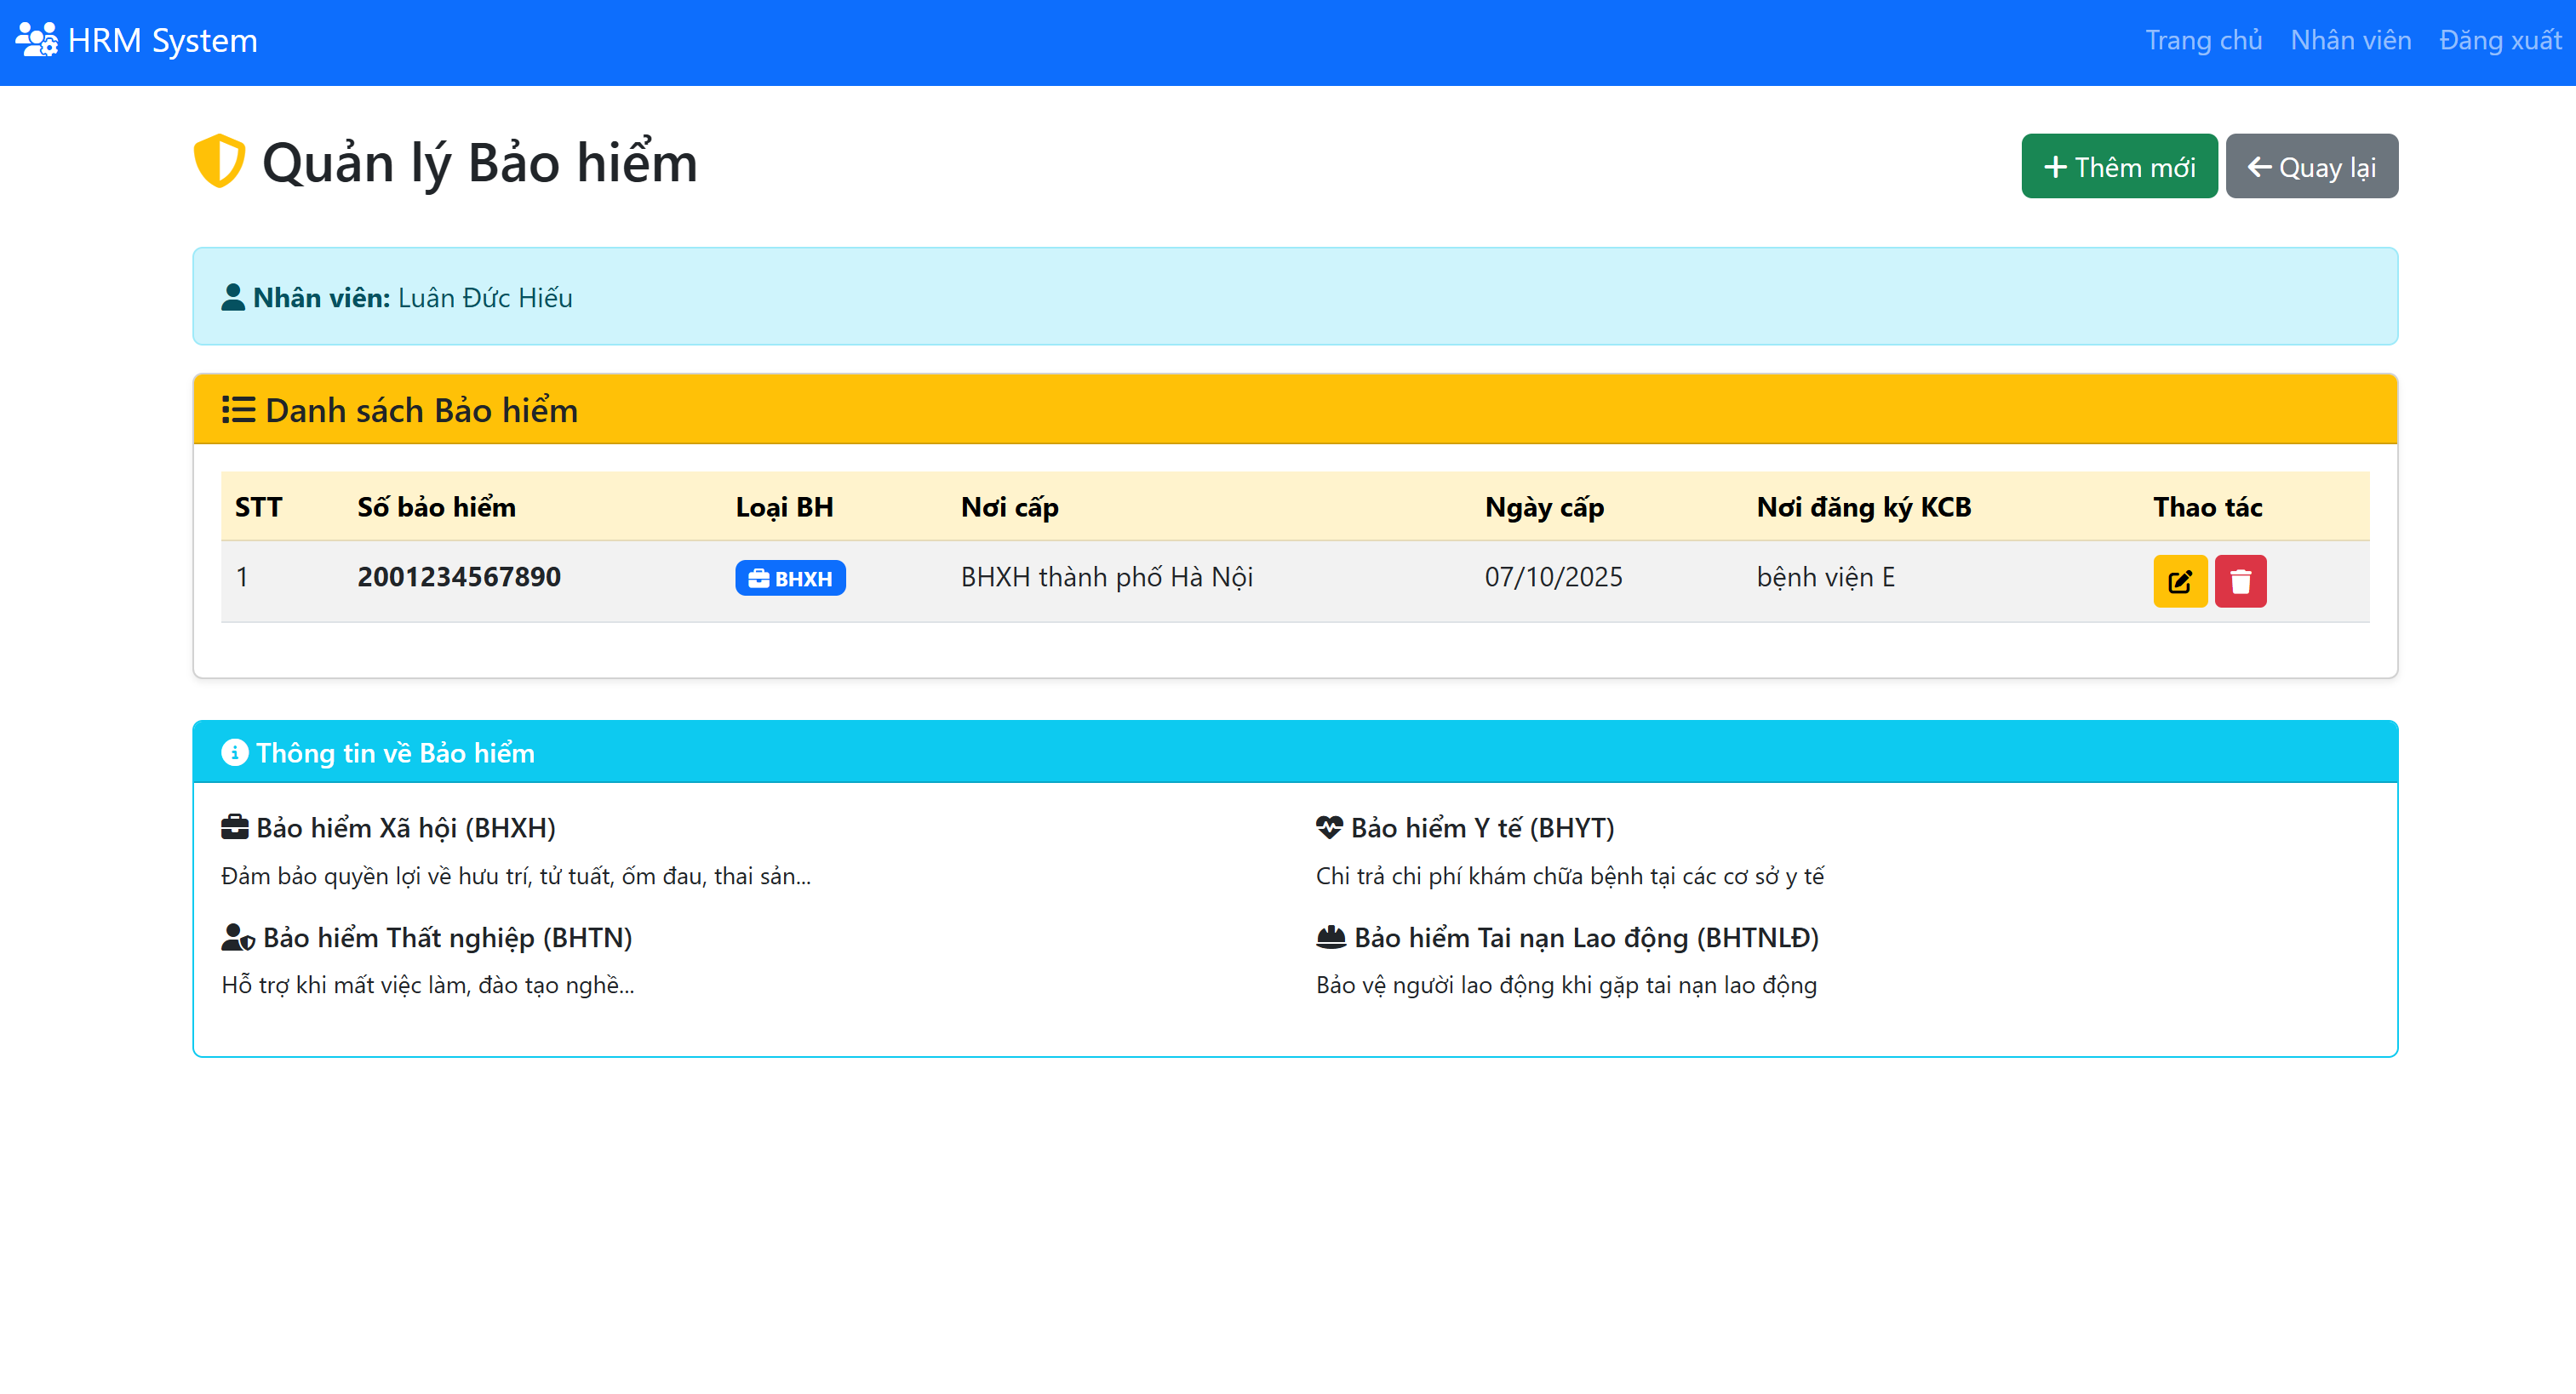 HRM System
Trang chủ Nhân viên Đăng xuất
Quản lý Bảo hiểm
Thêm mới
Quay lại
Nhân viên: Luân Đức Hiếu
Danh sách Bảo hiểm
STT Số bảo hiểm Loại BH Nơi cấp Ngày cấp Nơi đăng ký KCB Thao tác
1 2001234567890 BHXH BHXH thành phố Hà Nội 07/10/2025 bệnh viện E
Thông tin về Bảo hiểm
Bảo hiểm Xã hội (BHXH)
Đảm bảo quyền lợi về hưu trí, tử tuất, ốm đau, thai sản...
Bảo hiểm Y tế (BHYT)
Chi trả chi phí khám chữa bệnh tại các cơ sở y tế
Bảo hiểm Thất nghiệp (BHTN)
Hỗ trợ khi mất việc làm, đào tạo nghề...
Bảo hiểm Tai nạn Lao động (BHTNLĐ)
Bảo vệ người lao động khi gặp tai nạn lao động